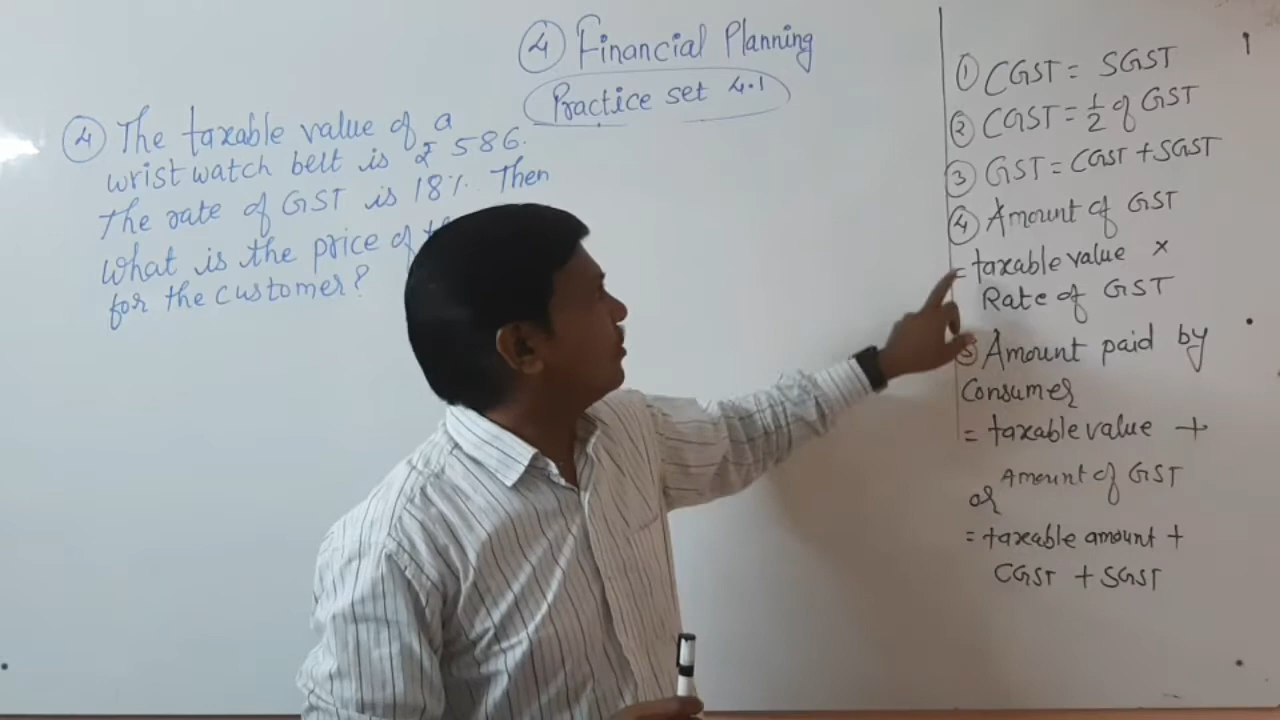 ④ Financial Planning
Practice set 4.1
④ The taxable value of a
wrist watch belt is ₹ 586.
The rate of GST is 18%. Then
what is the price of
for the customer?
① CGST = SGST
② CGST = 1/2 of GST
③ GST = CGST + SGST
④ Amount of GST
= taxable value ×
Rate of GST
⑤ Amount paid by
Consumer
= taxable value +
Amount of GST
or
= taxable amount +
CGST + SGST